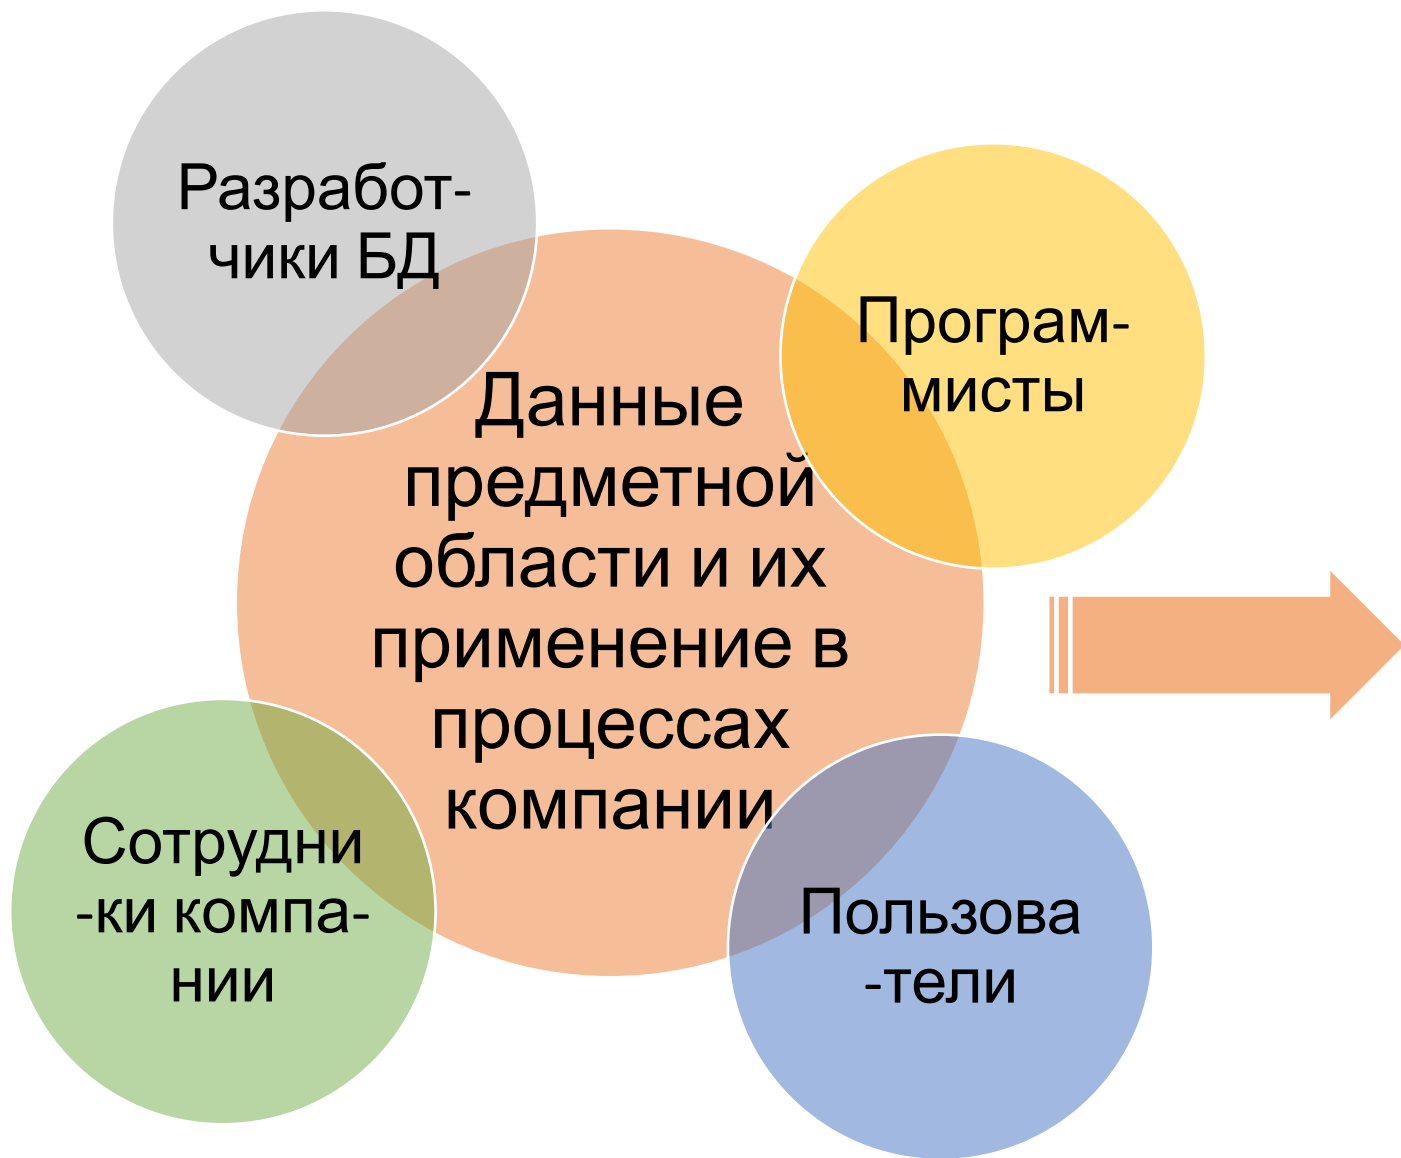 Разработ-
чики БД
Програм-
мисты
Данные
предметной
области и их
применение в
процессах
компании
Сотрудни
-ки компа-
нии
Пользова
-тели